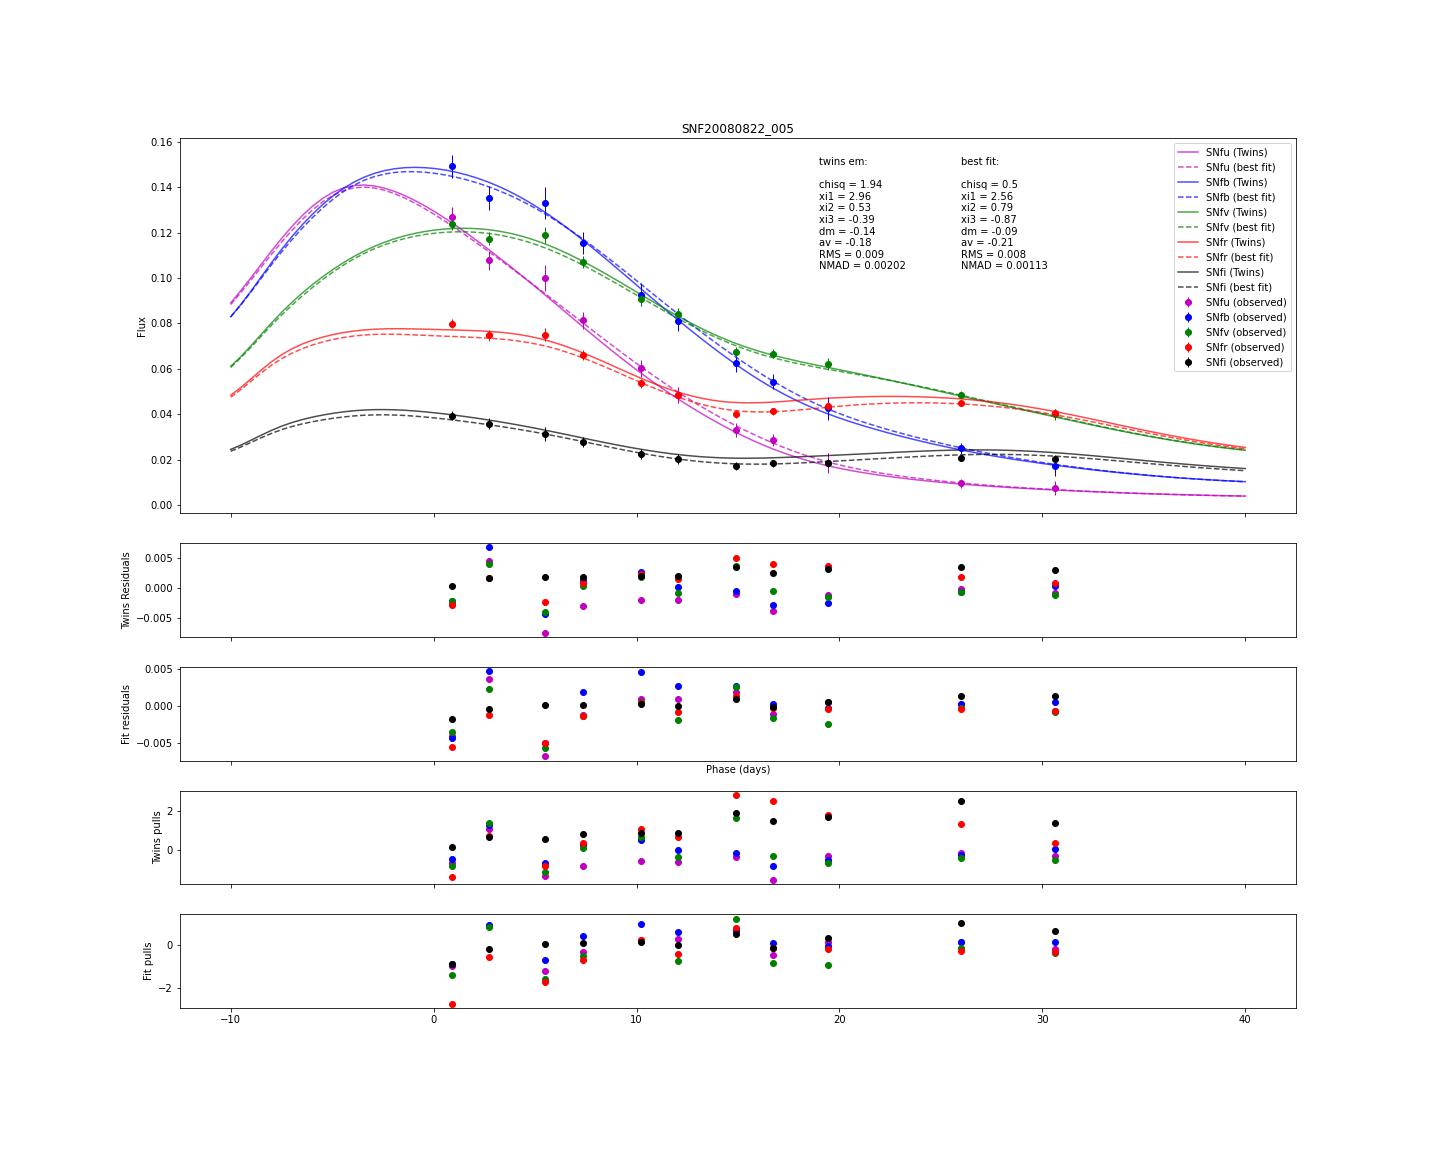 SNF20080822_005
0.16
0.14
0.12
0.10
0.08
0.06
0.04
0.02
0.00
Flux
twins em:
chisq = 1.94
xi1 = 2.96
xi2 = 0.53
xi3 = -0.39
dm = -0.14
av = -0.18
RMS = 0.009
NMAD = 0.00202
best fit:
chisq = 0.5
xi1 = 2.56
xi2 = 0.79
xi3 = -0.87
dm = -0.09
av = -0.21
RMS = 0.008
NMAD = 0.00113
SNfu (Twins)
SNfu (best fit)
SNfb (Twins)
SNfb (best fit)
SNfv (Twins)
SNfv (best fit)
SNfr (Twins)
SNfr (best fit)
SNfi (Twins)
SNfi (best fit)
SNfu (observed)
SNfb (observed)
SNfv (observed)
SNfr (observed)
SNfi (observed)
0.005
0.000
−0.005
Twins Residuals
0.005
0.000
−0.005
Fit residuals
Phase (days)
2
0
Twins pulls
0
−2
Fit pulls
−10 0 10 20 30 40